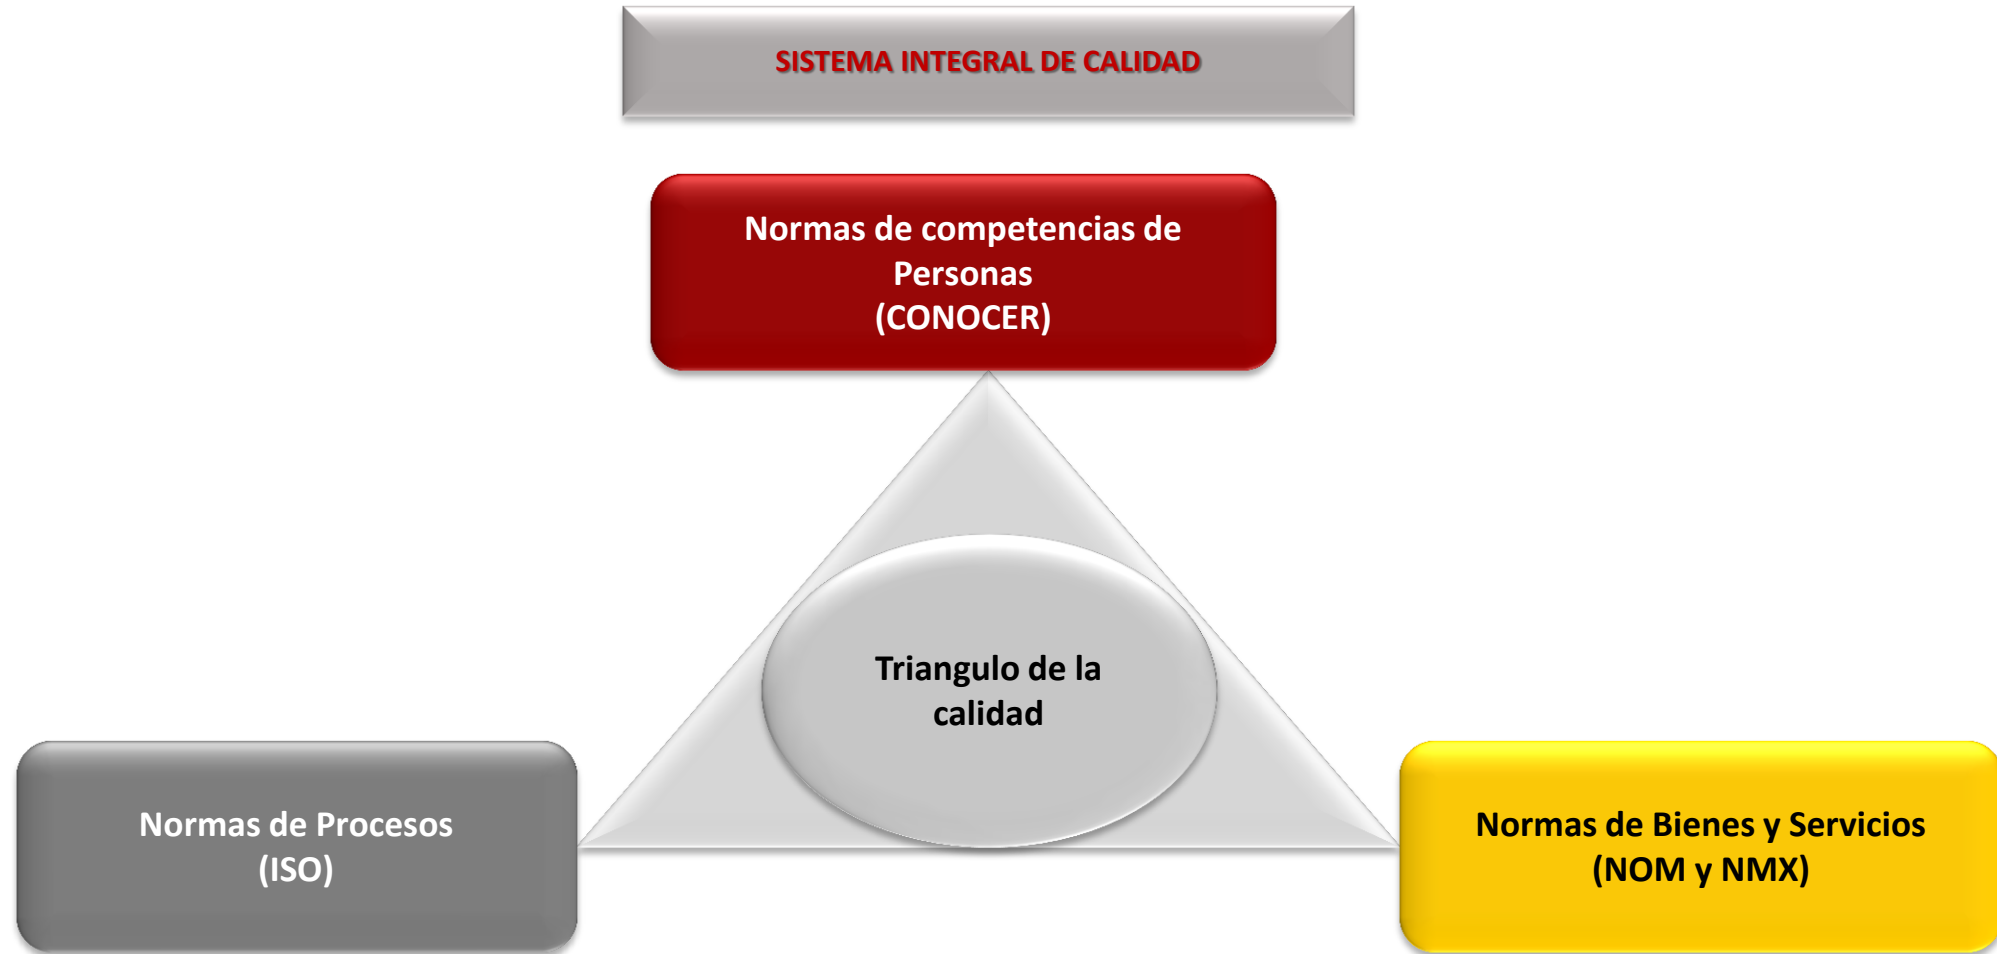 SISTEMA INTEGRAL DE CALIDAD
Normas de competencias de
Personas
(CONOCER)
Triangulo de la
calidad
Normas de Procesos
(ISO)
Normas de Bienes y Servicios
(NOM y NMX)